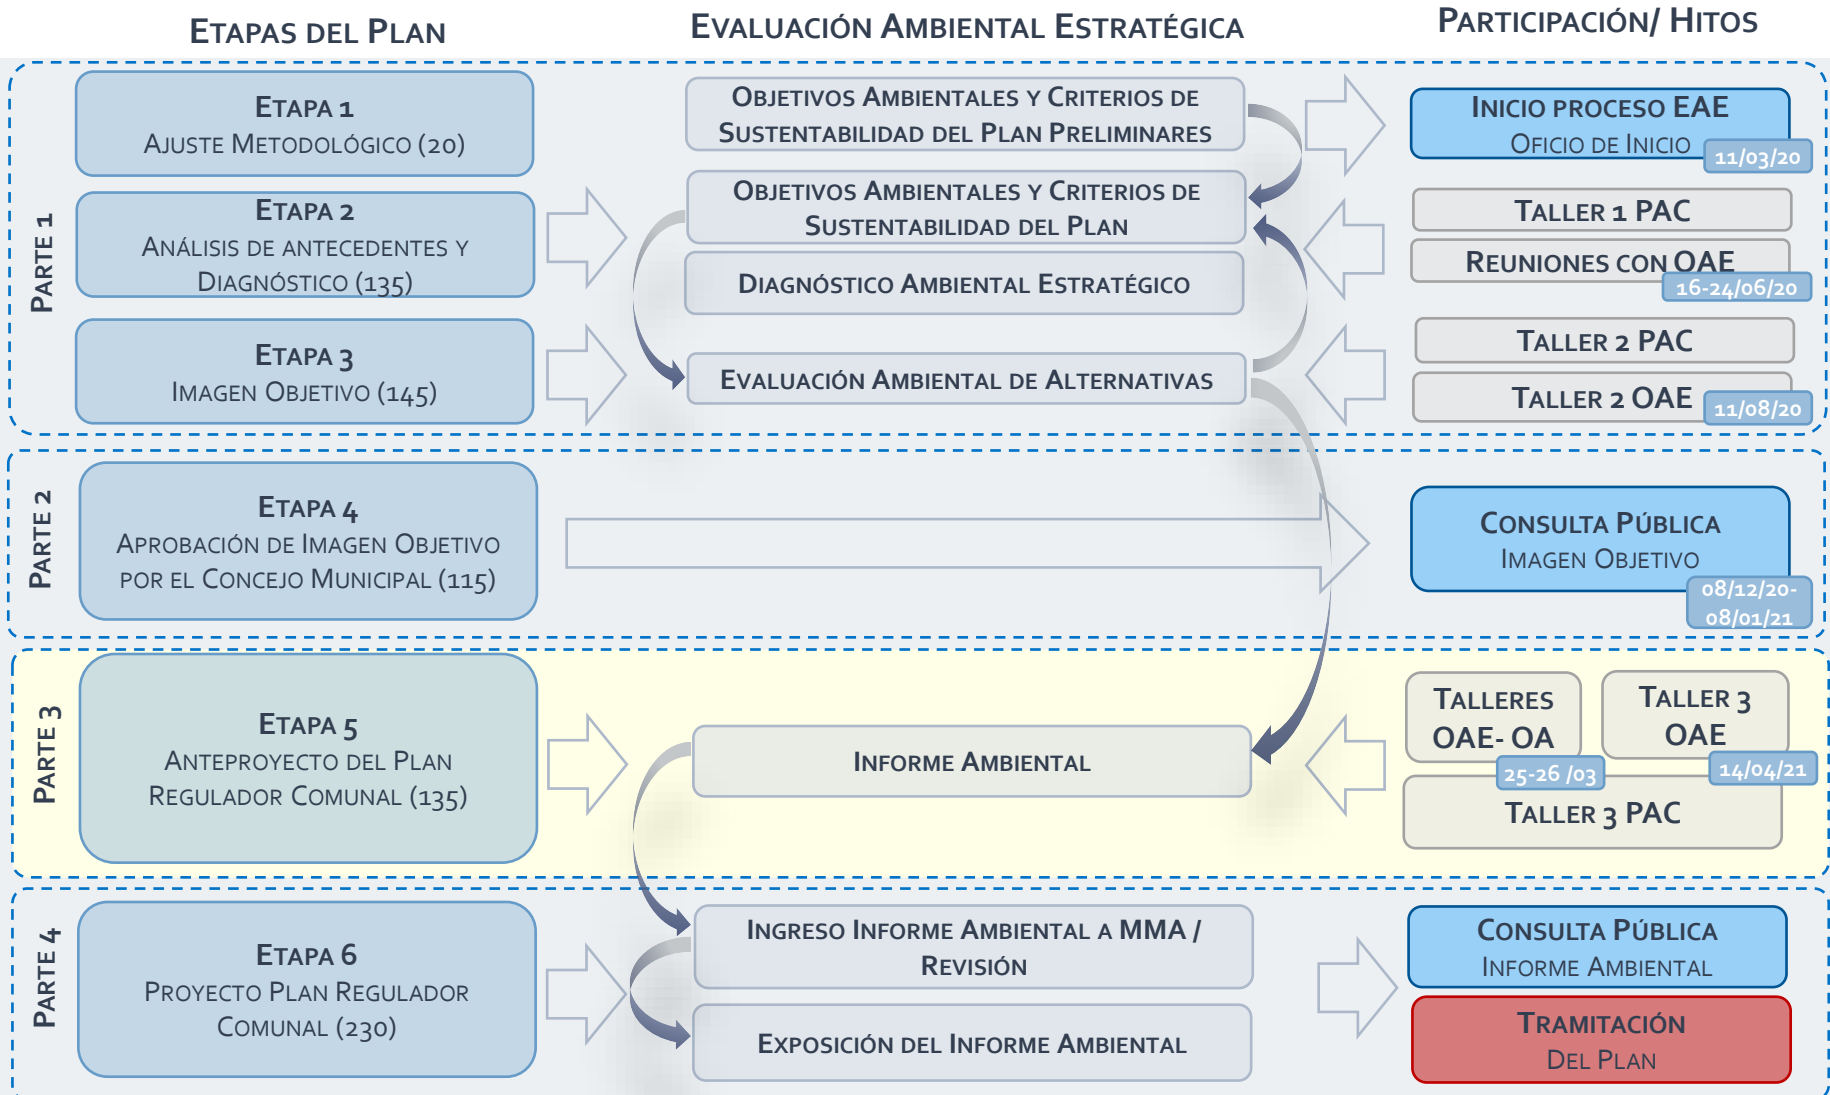 Etapas del Plan
Evaluación Ambiental Estratégica
Participación/ Hitos
Parte 1
Etapa 1
Ajuste Metodológico (20)
Objetivos Ambientales y Criterios de
Sustentabilidad del Plan Preliminares
Inicio proceso EAE
Oficio de Inicio
11/03/20
Etapa 2
Análisis de antecedentes y
Diagnóstico (135)
Objetivos Ambientales y Criterios de
Sustentabilidad del Plan
Diagnóstico Ambiental Estratégico
Taller 1 PAC
Reuniones con OAE
16-24/06/20
Etapa 3
Imagen Objetivo (145)
Evaluación Ambiental de Alternativas
Taller 2 PAC
Taller 2 OAE
11/08/20
Parte 2
Etapa 4
Aprobación de Imagen Objetivo
por el Concejo Municipal (115)
Consulta Pública
Imagen Objetivo
08/12/20-
08/01/21
Parte 3
Etapa 5
Anteproyecto del Plan
Regulador Comunal (135)
Informe Ambiental
Talleres
OAE- OA
25-26 /03
Taller 3
OAE
14/04/21
Taller 3 PAC
Parte 4
Etapa 6
Proyecto Plan Regulador
Comunal (230)
Ingreso Informe Ambiental a MMA /
Revisión
Exposición del Informe Ambiental
Consulta Pública
Informe Ambiental
Tramitación
Del Plan